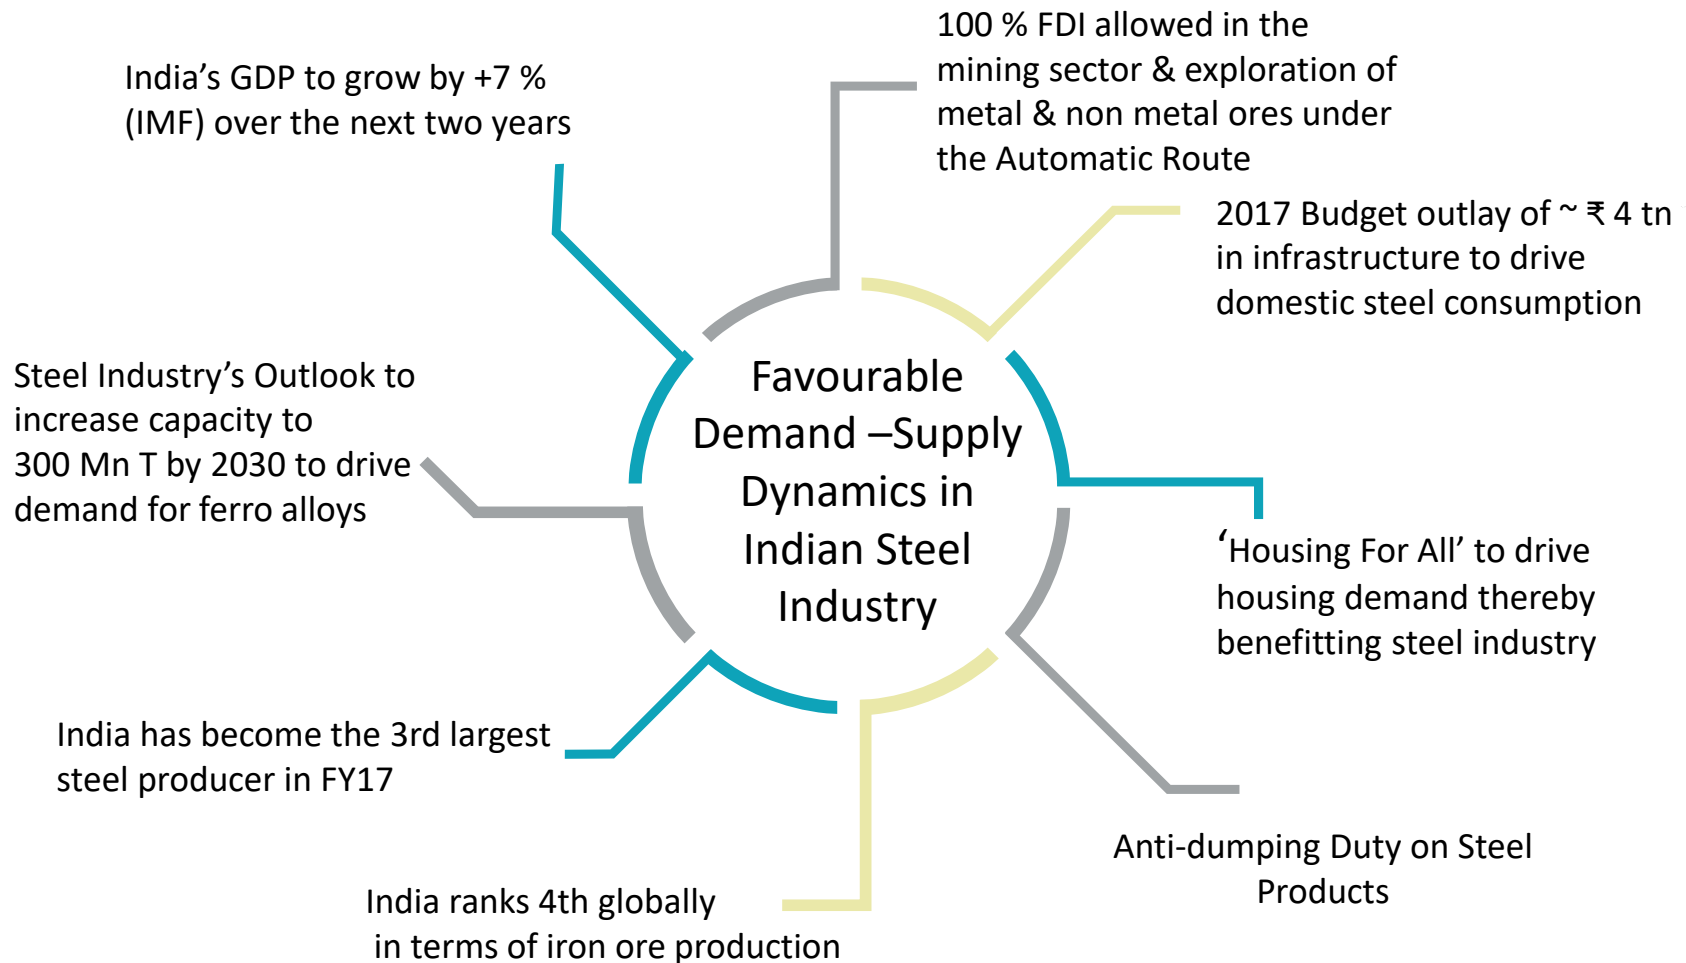 India's GDP to grow by +7 %
(IMF) over the next two years
100 % FDI allowed in the
mining sector & exploration of
metal & non metal ores under
the Automatic Route
2017 Budget outlay of ~ ₹ 4 tn
in infrastructure to drive
domestic steel consumption
Steel Industry's Outlook to
increase capacity to
300 Mn T by 2030 to drive
demand for ferro alloys
Favourable
Demand –Supply
Dynamics in
Indian Steel
Industry
‘Housing For All’ to drive
housing demand thereby
benefitting steel industry
India has become the 3rd largest
steel producer in FY17
Anti-dumping Duty on Steel
Products
India ranks 4th globally
in terms of iron ore production